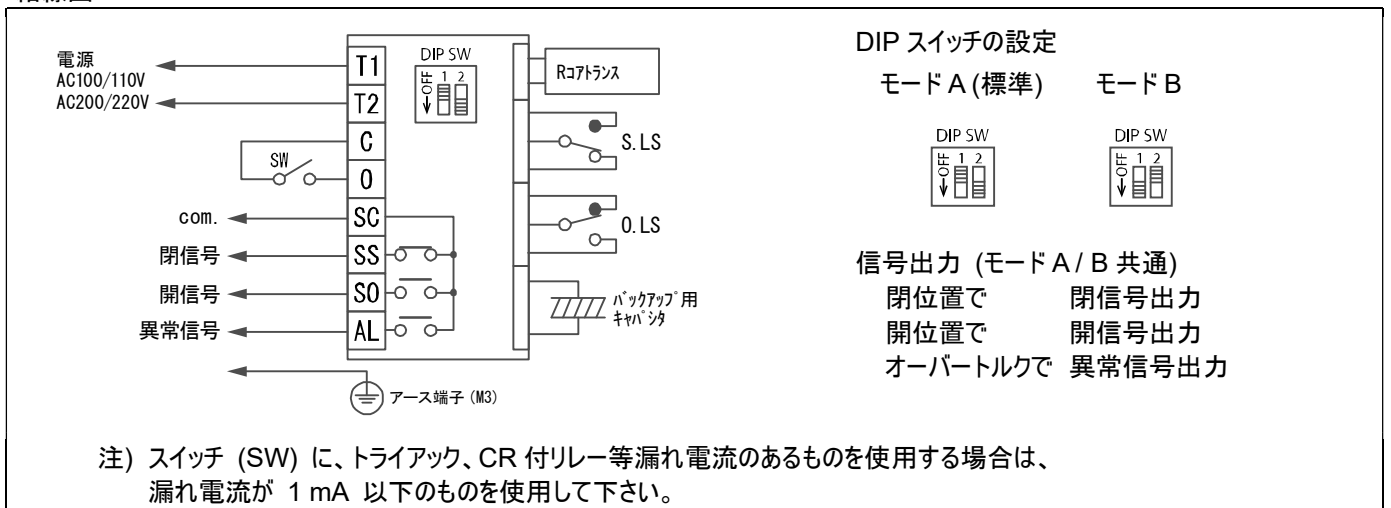 電源
AC100/110V
AC200/220V
SW
com.
閉信号
開信号
異常信号
T1
T2
C
O
SC
SS
SO
AL
DIP SW
←OFF 1 2
Rコアトランス
S.LS
O.LS
バックアップ用
キャパシタ
アース端子 (M3)
DIP スイッチの設定
モード A (標準) モード B
DIP SW DIP SW
←OFF 1 2 ←OFF 1 2
信号出力 (モード A / B 共通)
閉位置で 閉信号出力
開位置で 開信号出力
オーバートルクで 異常信号出力
注) スイッチ (SW) に、トライアック、CR 付リレー等漏れ電流のあるものを使用する場合は、
漏れ電流が 1 mA 以下のものを使用して下さい。